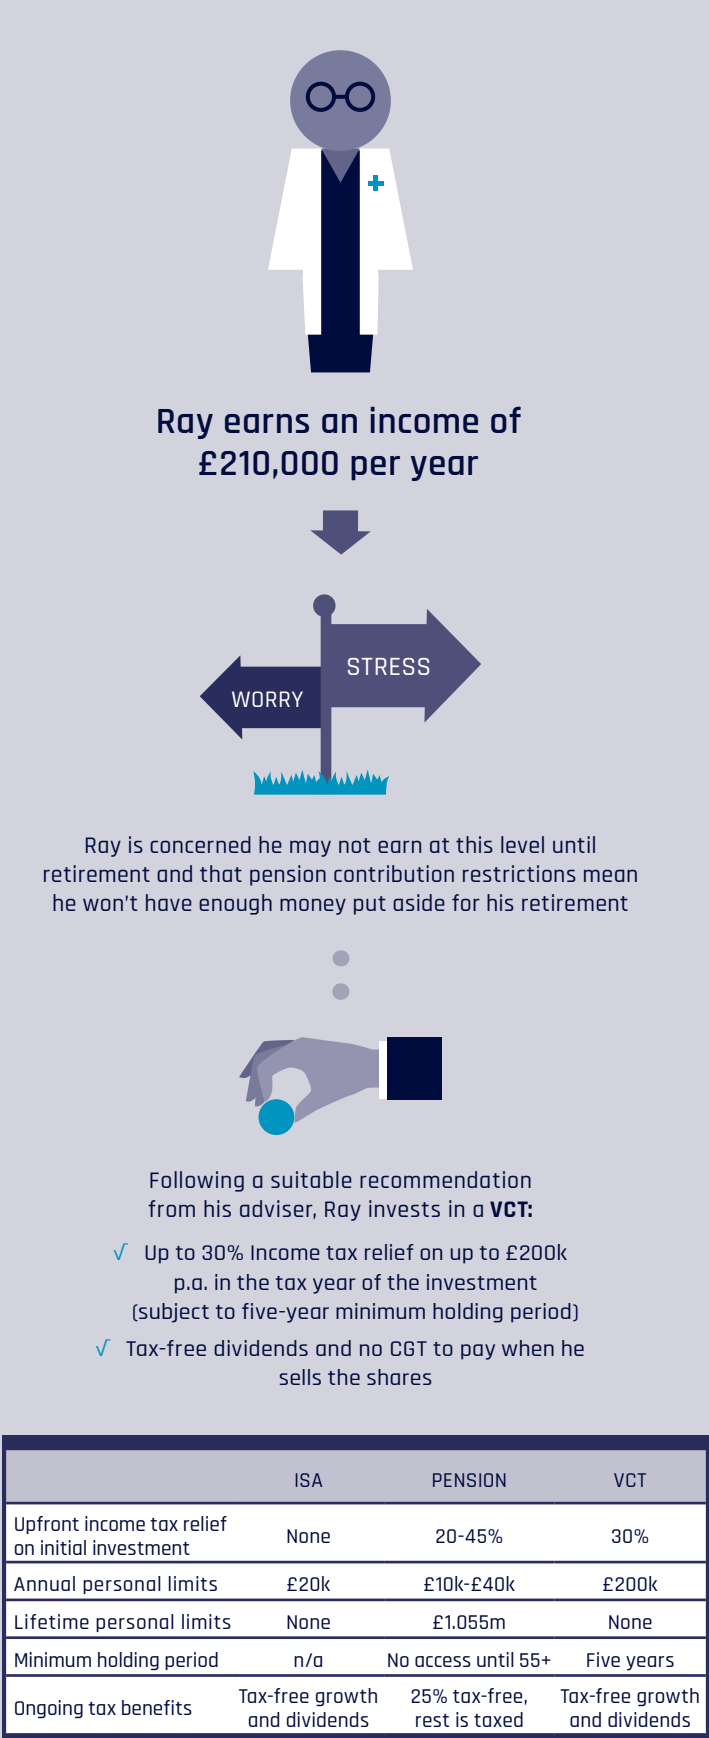 Ray earns an income of
£210,000 per year
STRESS
WORRY
Ray is concerned he may not earn at this level until
retirement and that pension contribution restrictions mean
he won't have enough money put aside for his retirement
Following a suitable recommendation
from his adviser, Ray invests in a VCT:
√ Up to 30% Income tax relief on up to £200k
p.a. in the tax year of the investment
(subject to five-year minimum holding period)
√ Tax-free dividends and no CGT to pay when he
sells the shares
ISA PENSION VCT
Upfront income tax relief
on initial investment None 20-45% 30%
Annual personal limits £20k £10k-£40k £200k
Lifetime personal limits None £1.055m None
Minimum holding period n/a No access until 55+ Five years
Ongoing tax benefits Tax-free growth 25% tax-free, Tax-free growth
and dividends rest is taxed and dividends